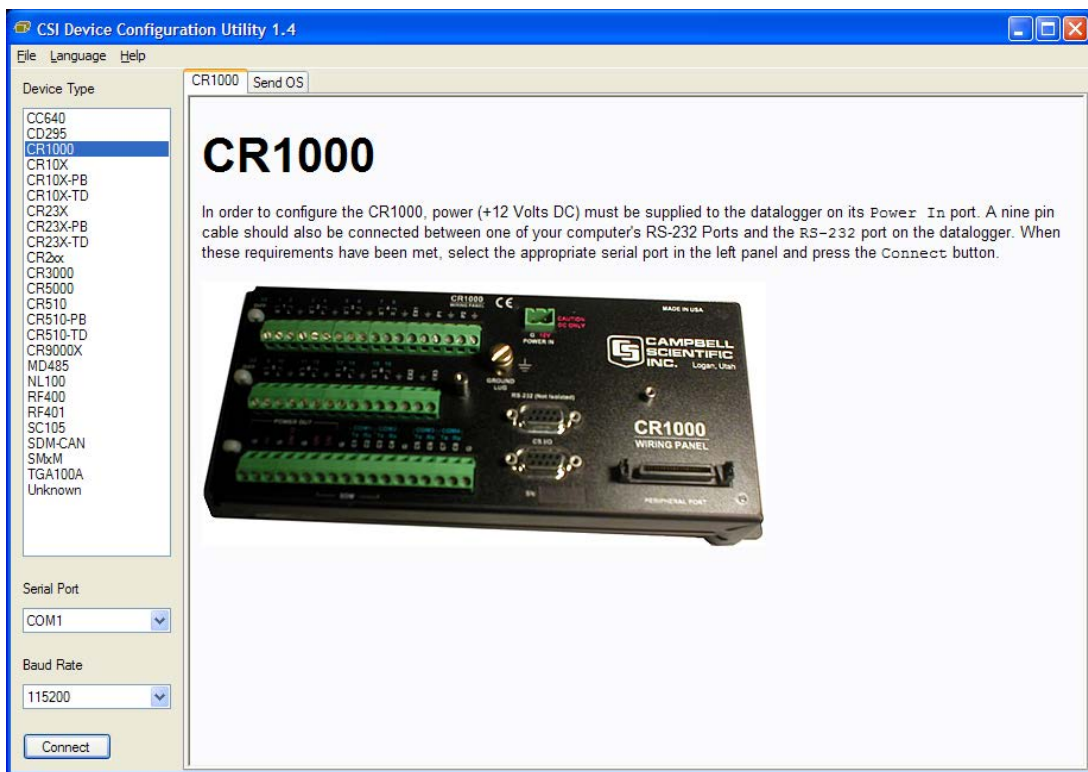 CSI Device Configuration Utility 1.4
File Language Help
Device Type
CC640
CD295
CR1000
CR10X
CR10X-PB
CR10X-TD
CR23X
CR23X-PB
CR23X-TD
CR2xx
CR3000
CR5000
CR510
CR510-PB
CR510-TD
CR9000X
MD485
NL100
RF400
RF401
SC105
SDM-CAN
SMxM
TGA100A
Unknown
Serial Port
COM1
Baud Rate
115200
Connect
CR1000 Send OS
CR1000
In order to configure the CR1000, power (+12 Volts DC) must be supplied to the datalogger on its Power In port. A nine pin
cable should also be connected between one of your computer's RS-232 Ports and the RS-232 port on the datalogger. When
these requirements have been met, select the appropriate serial port in the left panel and press the Connect button.
CR1000
WIRING PANEL
CE
MADE IN USA
CAUTION
DC ONLY
G 12V
POWER IN
CAMPBELL
SCIENTIFIC
INC. Logan, Utah
GROUND
LUG
RS-232 (Not Isolated)
CR1000
WIRING PANEL
POWER OUT
CS I/O
SDM
SN
PERIPHERAL PORT